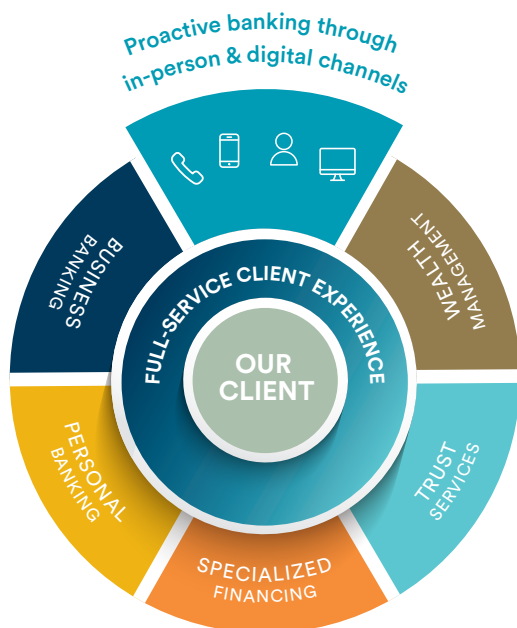 Proactive banking through
in-person & digital channels
BUSINESS
BANKING
WEALTH
MANAGEMENT
FULL-SERVICE CLIENT EXPERIENCE
OUR
CLIENT
PERSONAL
BANKING
TRUST
SERVICES
SPECIALIZED
FINANCING